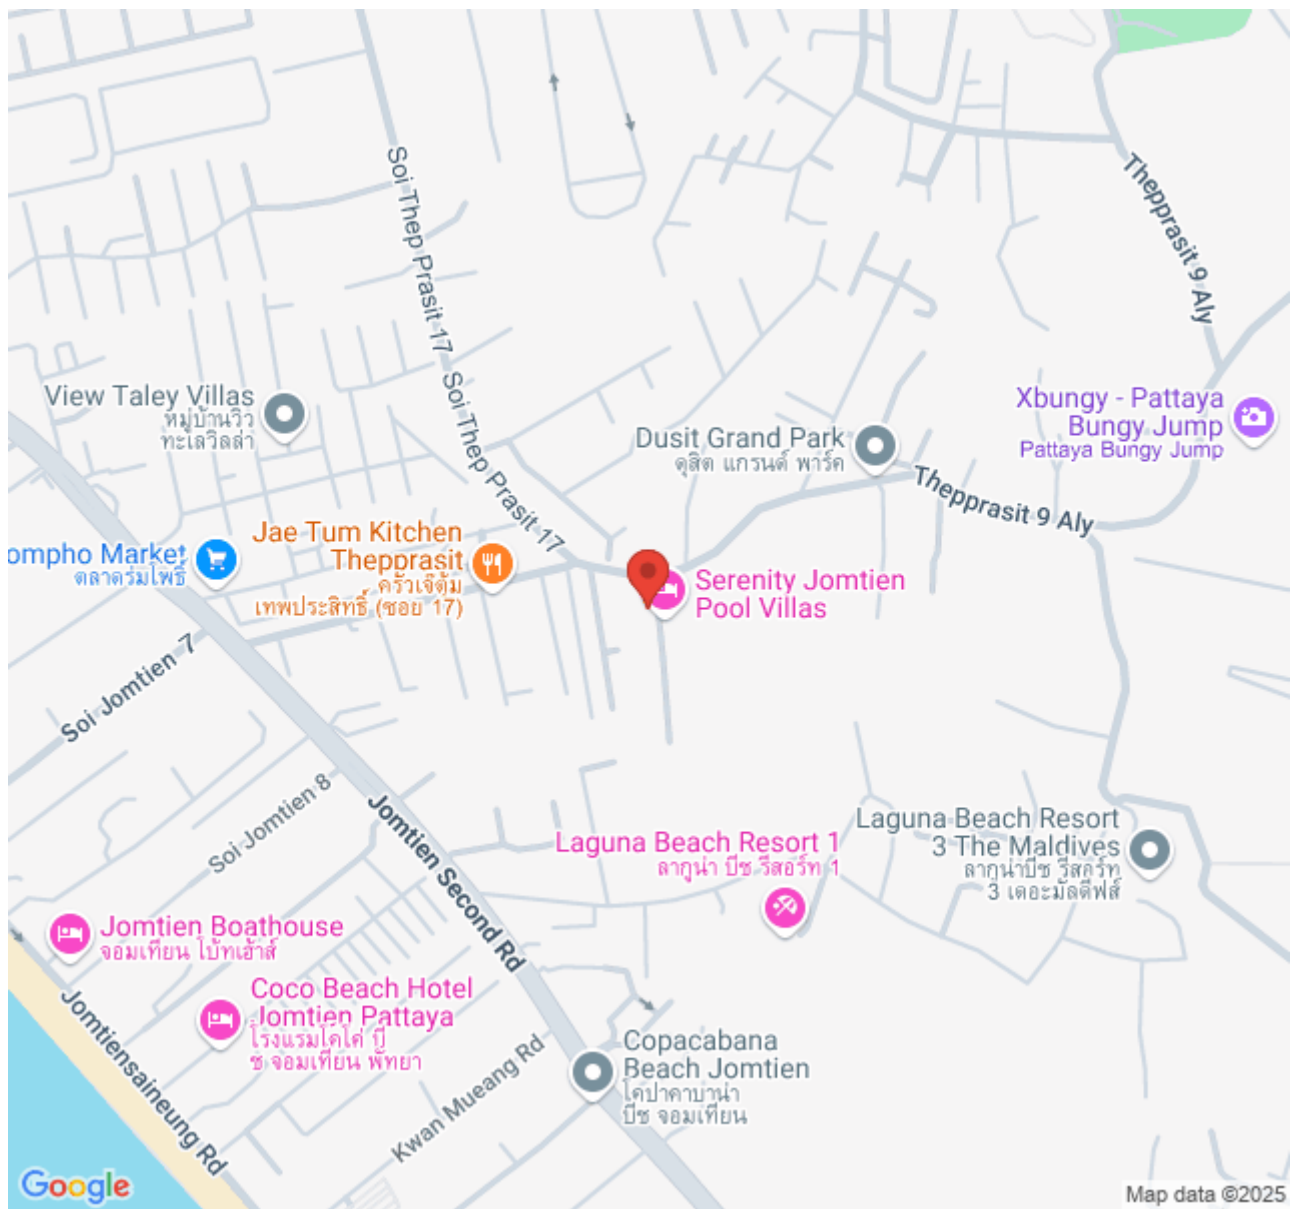 Soi Thep Prasit 17
Thepprasit 9 Aly
View Taley Villas
หมู่บ้านวิว
ทะเลวิลล่า
Soi Thep Prasit 17
Xbungy - Pattaya
Bungy Jump
Pattaya Bungy Jump
Dusit Grand Park
ดุสิต แกรนด์ พาร์ค
Thepprasit 9 Aly
Jae Tum Kitchen
Thepprasit
ครัวเจ๊ตุ้ม
เทพประสิทธิ์ (ซอย 17)
ompho Market
ตลาดร่มโพธิ์
Serenity Jomtien
Pool Villas
Soi Jomtien 7
Soi Jomtien 8
Jomtien Second Rd
Laguna Beach Resort 1
ลากูน่า บีช รีสอร์ท 1
Laguna Beach Resort
3 The Maldives
ลากูน่าบีช รีสอร์ท
3 เดอะมัลดีฟส์
Jomtien Boathouse
จอมเทียน โบ้ทเฮ้าส์
Coco Beach Hotel
Jomtien Pattaya
โรงแรมโคโค่ บี
ช จอมเทียน พัทยา
Jomtiensaineung Rd
Kwan Mueang Rd
Copacabana
Beach Jomtien
โคปาคาบาน่า
บีช จอมเทียน
Google
Map data ©2025